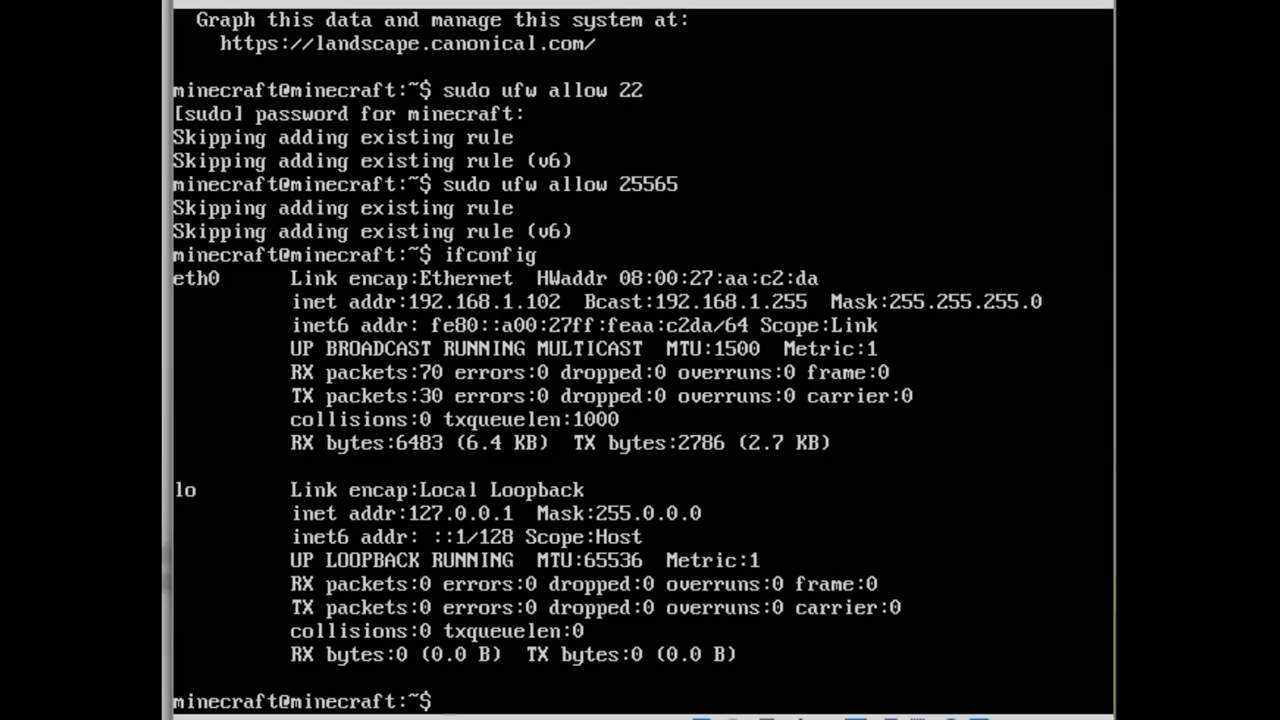 Graph this data and manage this system at:
https://landscape.canonical.com/
minecraft@minecraft:~$ sudo ufw allow 22
[sudo] password for minecraft:
Skipping adding existing rule
Skipping adding existing rule (v6)
minecraft@minecraft:~$ sudo ufw allow 25565
Skipping adding existing rule
Skipping adding existing rule (v6)
minecraft@minecraft:~$ ifconfig
eth0 Link encap:Ethernet HWaddr 08:00:27:aa:c2:da
inet addr:192.168.1.102 Bcast:192.168.1.255 Mask:255.255.255.0
inet6 addr: fe80::a00:27ff:feaa:c2da/64 Scope:Link
UP BROADCAST RUNNING MULTICAST MTU:1500 Metric:1
RX packets:70 errors:0 dropped:0 overruns:0 frame:0
TX packets:30 errors:0 dropped:0 overruns:0 carrier:0
collisions:0 txqueuelen:1000
RX bytes:6483 (6.4 KB) TX bytes:2786 (2.7 KB)
lo Link encap:Local Loopback
inet addr:127.0.0.1 Mask:255.0.0.0
inet6 addr: ::1/128 Scope:Host
UP LOOPBACK RUNNING MTU:65536 Metric:1
RX packets:0 errors:0 dropped:0 overruns:0 frame:0
TX packets:0 errors:0 dropped:0 overruns:0 carrier:0
collisions:0 txqueuelen:0
RX bytes:0 (0.0 B) TX bytes:0 (0.0 B)
minecraft@minecraft:~$